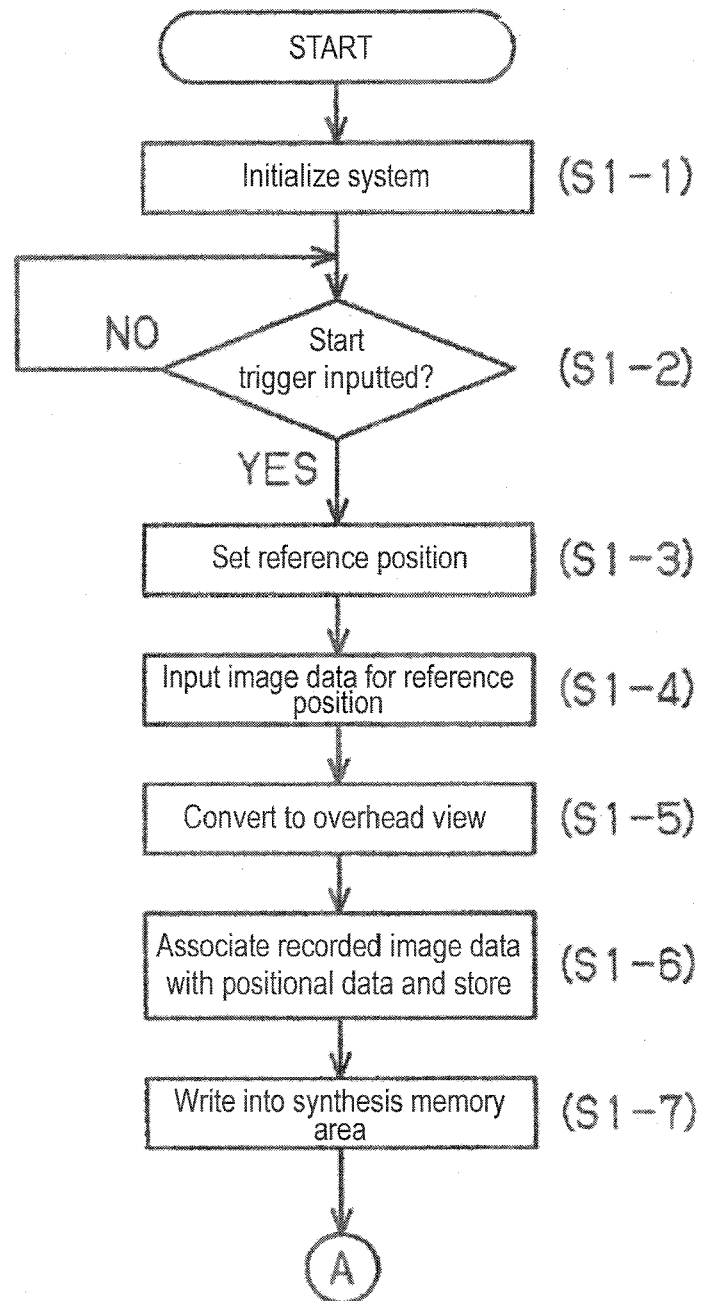 START
Initialize system
(S1-1)
NO
Start
trigger inputted?
(S1-2)
YES
Set reference position
(S1-3)
Input image data for reference
position
(S1-4)
Convert to overhead view
(S1-5)
Associate recorded image data
with positional data and store
(S1-6)
Write into synthesis memory
area
(S1-7)
A